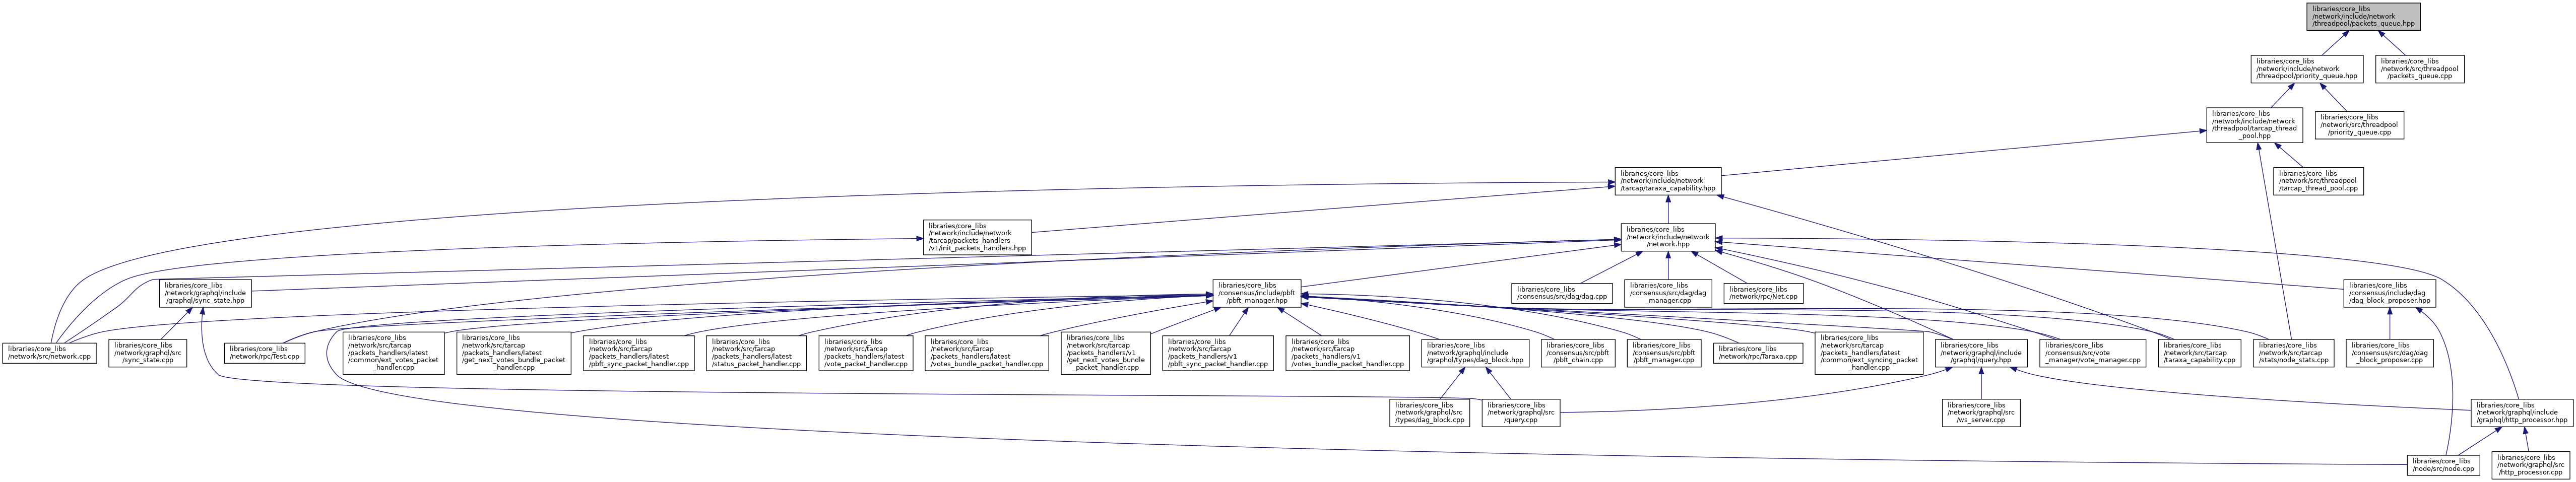 libraries/core_libs
/network/include/network
/threadpool/packets_queue.hpp
libraries/core_libs
/network/include/network
/threadpool/priority_queue.hpp
libraries/core_libs
/network/src/threadpool
/packets_queue.cpp
libraries/core_libs
/network/include/network
/threadpool/tarcap_thread
_pool.hpp
libraries/core_libs
/network/src/threadpool
/priority_queue.cpp
libraries/core_libs
/network/include/network
/tarcap/taraxa_capability.hpp
libraries/core_libs
/network/src/threadpool
/tarcap_thread_pool.cpp
libraries/core_libs
/network/include/network
/tarcap/packets_handlers
/v1/init_packets_handlers.hpp
libraries/core_libs
/network/include/network
/network.hpp
libraries/core_libs
/network/graphql/include
/graphql/sync_state.hpp
libraries/core_libs
/consensus/include/pbft
/pbft_manager.hpp
libraries/core_libs
/consensus/src/dag/dag.cpp
libraries/core_libs
/consensus/src/dag/dag
_manager.cpp
libraries/core_libs
/network/rpc/Net.cpp
libraries/core_libs
/consensus/include/dag
/dag_block_proposer.hpp
libraries/core_libs
/network/src/network.cpp
libraries/core_libs
/network/graphql/src
/sync_state.cpp
libraries/core_libs
/network/rpc/Test.cpp
libraries/core_libs
/network/src/tarcap
/packets_handlers/latest
/common/ext_votes_packet
_handler.cpp
libraries/core_libs
/network/src/tarcap
/packets_handlers/latest
/get_next_votes_bundle_packet
_handler.cpp
libraries/core_libs
/network/src/tarcap
/packets_handlers/latest
/pbft_sync_packet_handler.cpp
libraries/core_libs
/network/src/tarcap
/packets_handlers/latest
/status_packet_handler.cpp
libraries/core_libs
/network/src/tarcap
/packets_handlers/latest
/vote_packet_handler.cpp
libraries/core_libs
/network/src/tarcap
/packets_handlers/latest
/votes_bundle_packet_handler.cpp
libraries/core_libs
/network/src/tarcap
/packets_handlers/v1
/get_next_votes_bundle
_packet_handler.cpp
libraries/core_libs
/network/src/tarcap
/packets_handlers/v1
/pbft_sync_packet_handler.cpp
libraries/core_libs
/network/src/tarcap
/packets_handlers/v1
/votes_bundle_packet_handler.cpp
libraries/core_libs
/network/graphql/include
/graphql/types/dag_block.hpp
libraries/core_libs
/consensus/src/pbft
/pbft_chain.cpp
libraries/core_libs
/consensus/src/pbft
/pbft_manager.cpp
libraries/core_libs
/network/rpc/Taraxa.cpp
libraries/core_libs
/network/src/tarcap
/packets_handlers/latest
/common/ext_syncing_packet
_handler.cpp
libraries/core_libs
/network/graphql/include
/graphql/query.hpp
libraries/core_libs
/consensus/src/vote
_manager/vote_manager.cpp
libraries/core_libs
/network/src/tarcap
/taraxa_capability.cpp
libraries/core_libs
/network/src/tarcap
/stats/node_stats.cpp
libraries/core_libs
/consensus/src/dag/dag
_block_proposer.cpp
libraries/core_libs
/network/graphql/src
/types/dag_block.cpp
libraries/core_libs
/network/graphql/src
/query.cpp
libraries/core_libs
/network/graphql/src
/ws_server.cpp
libraries/core_libs
/network/graphql/include
/graphql/http_processor.hpp
libraries/core_libs
/node/src/node.cpp
libraries/core_libs
/network/graphql/src
/http_processor.cpp